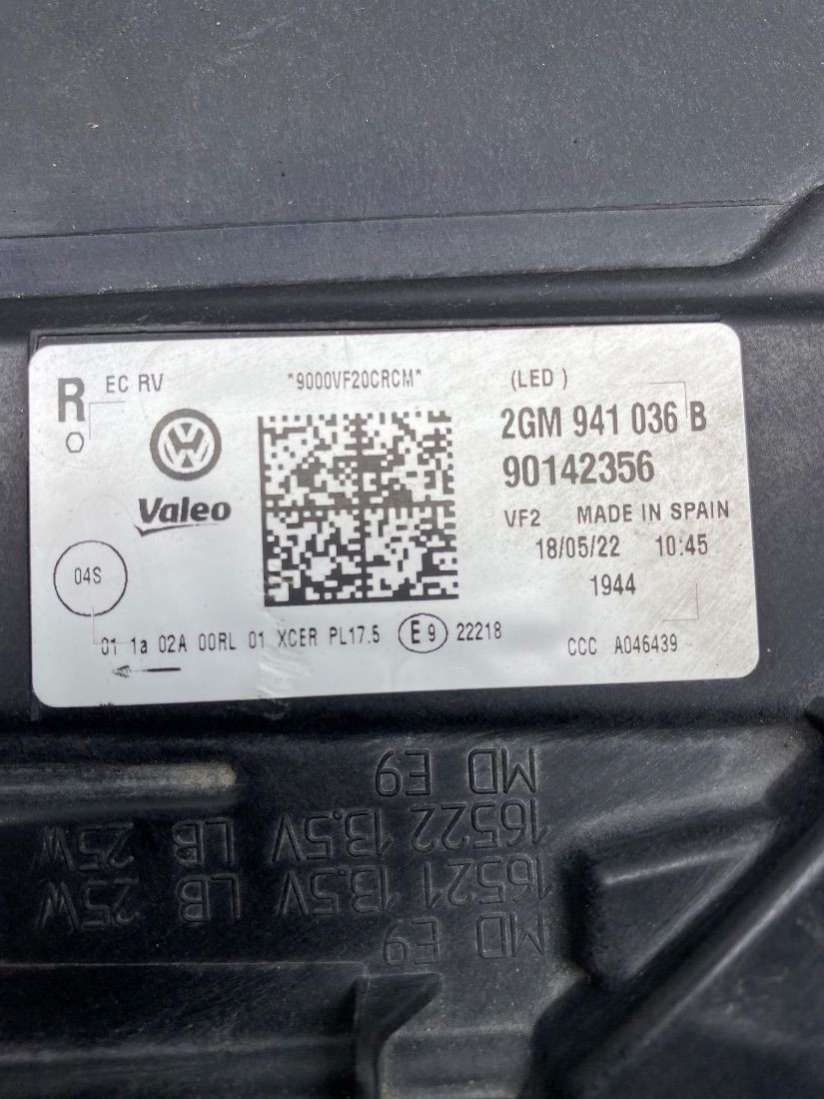 R EC RV "9000VF20CRCM" (LED )
2GM 941 036 B
Valeo
90142356
VF2 MADE IN SPAIN
18/05/22 10:45
04S
1944
01 1a 02A 00RL 01 XCER PL17.5 E9 22218
CCC A046439
MD E9
16522 13.5V LB 25W
16521 13.5V LB 25W
MD E9